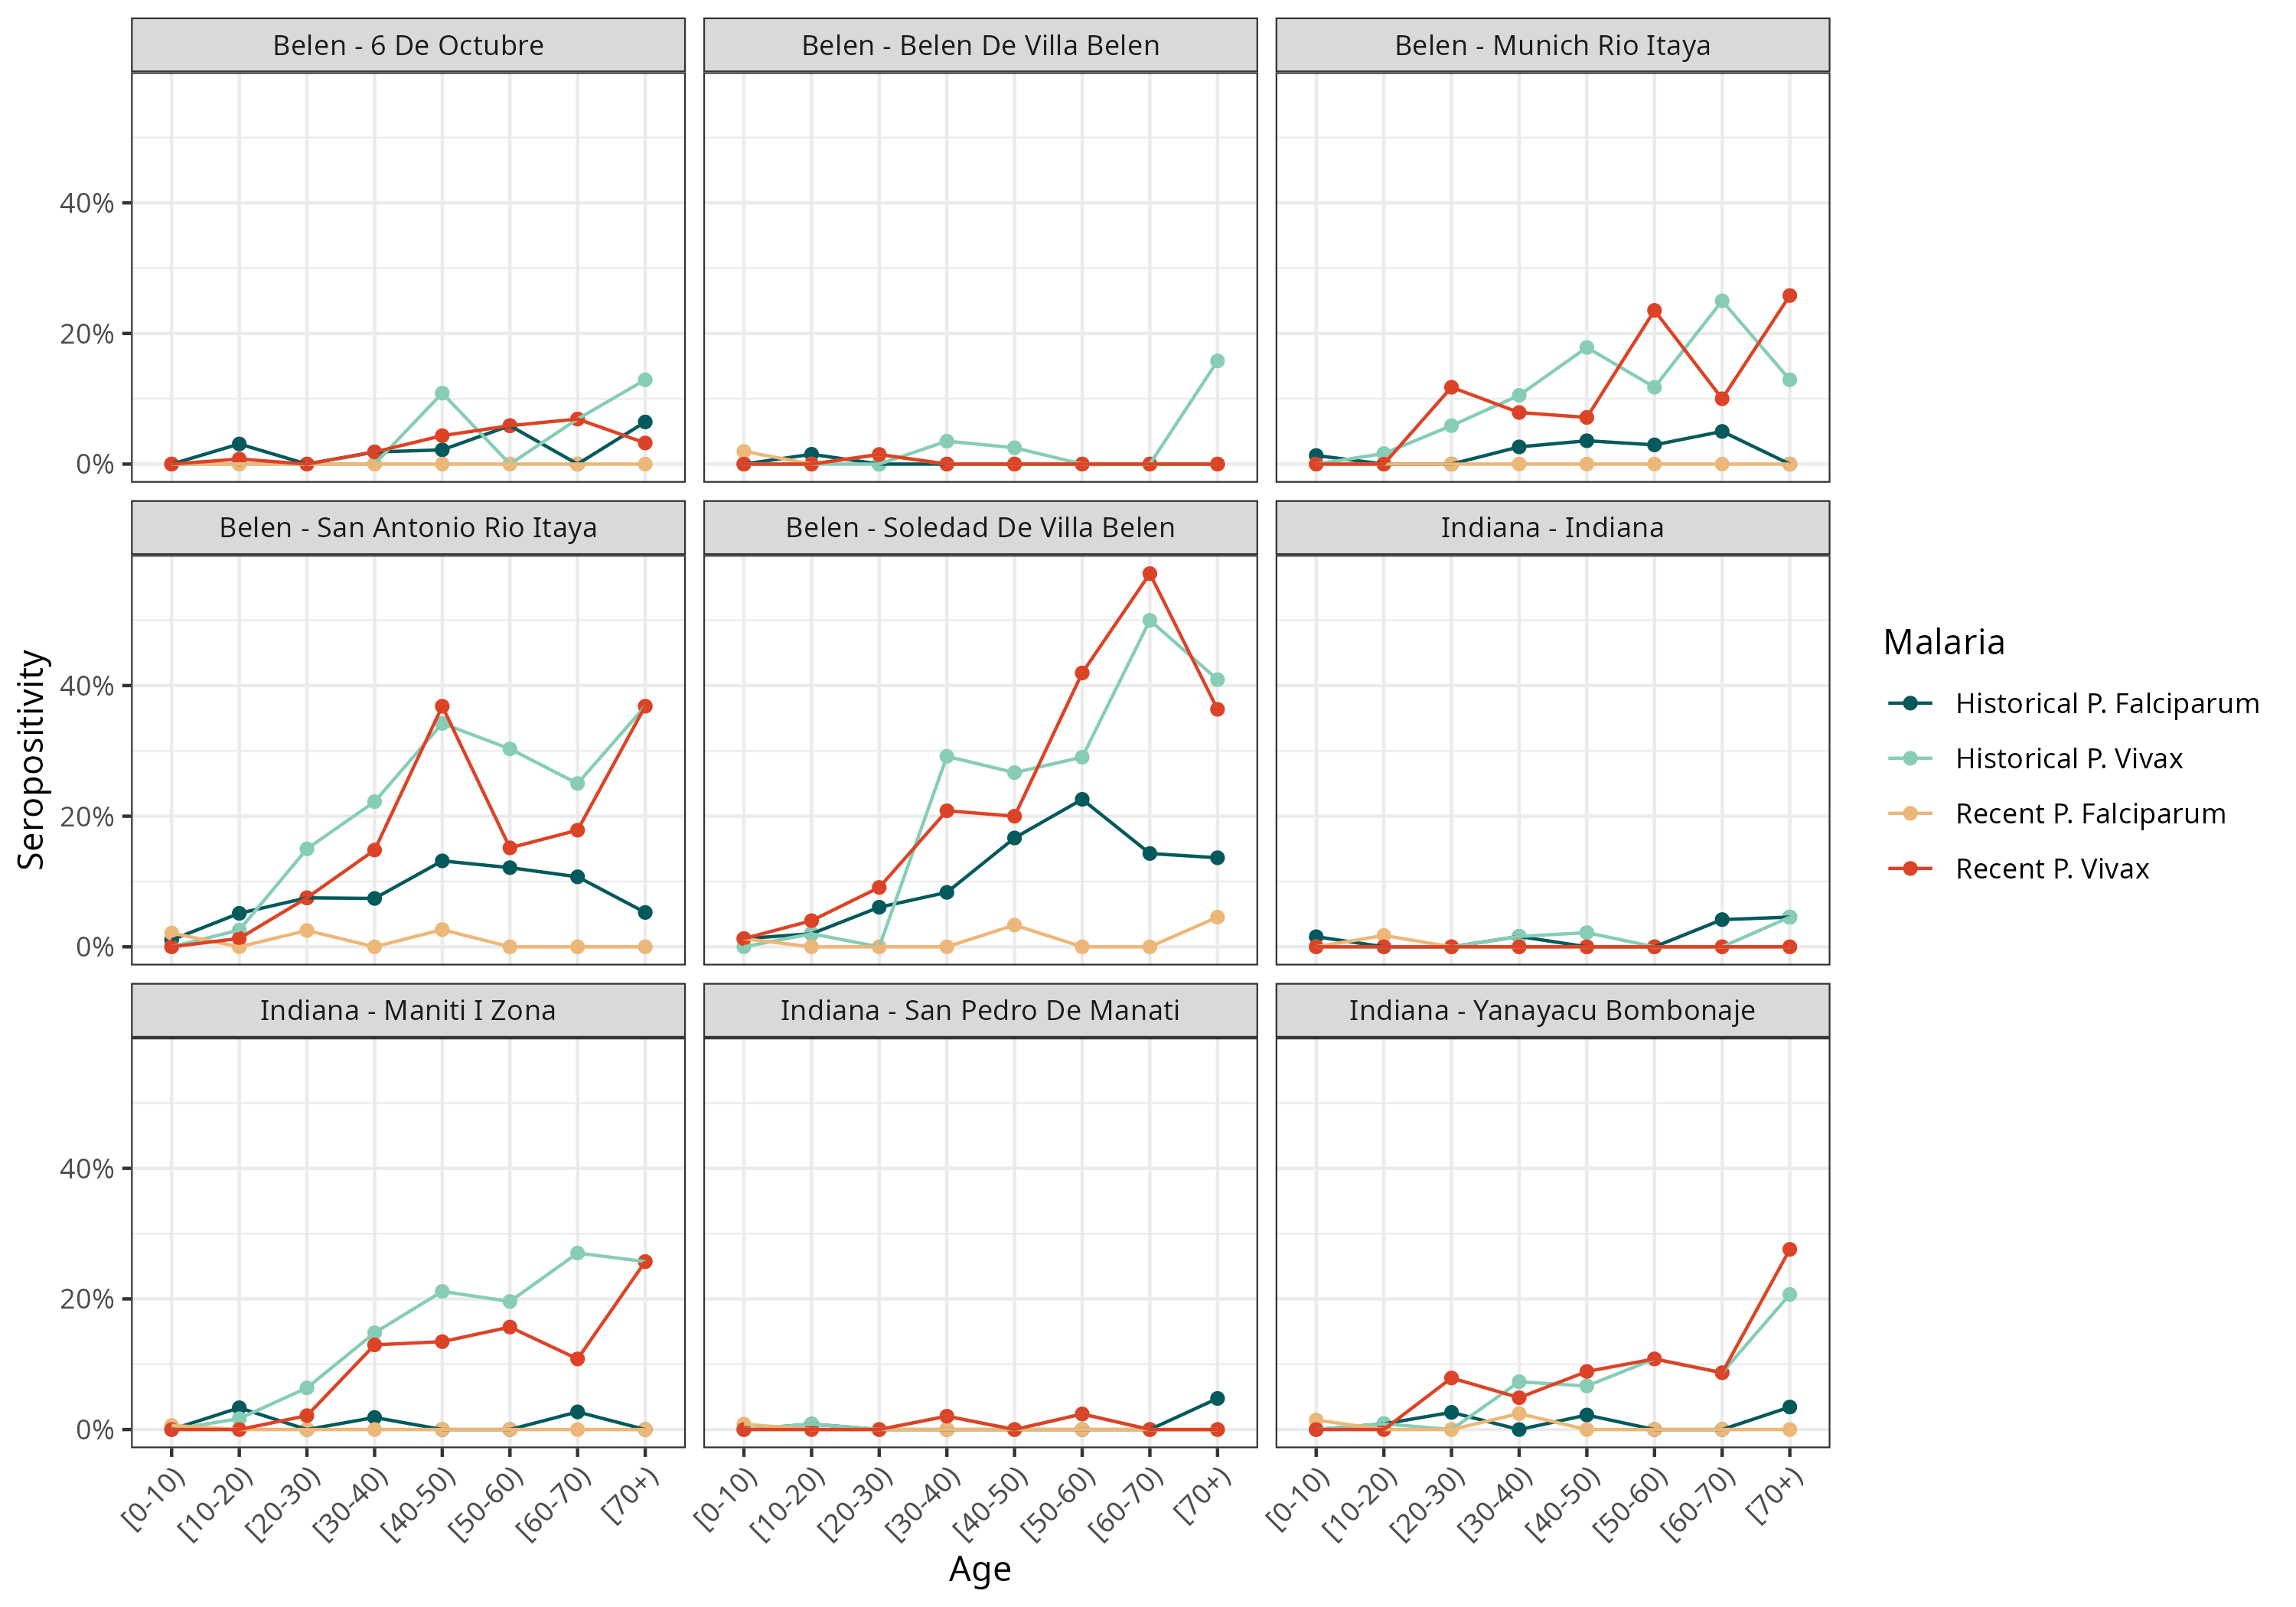 Belen - 6 De Octubre
Belen - Belen De Villa Belen
Belen - Munich Rio Itaya
40%
20%
0%
Belen - San Antonio Rio Itaya
Belen - Soledad De Villa Belen
Indiana - Indiana
40%
20%
0%
Indiana - Maniti I Zona
Indiana - San Pedro De Manati
Indiana - Yanayacu Bombonaje
40%
20%
0%
[0-10)
[10-20)
[20-30)
[30-40)
[40-50)
[50-60)
[60-70)
[70+)
[0-10)
[10-20)
[20-30)
[30-40)
[40-50)
[50-60)
[60-70)
[70+)
[0-10)
[10-20)
[20-30)
[30-40)
[40-50)
[50-60)
[60-70)
[70+)
Age
Seropositivity
Malaria
Historical P. Falciparum
Historical P. Vivax
Recent P. Falciparum
Recent P. Vivax